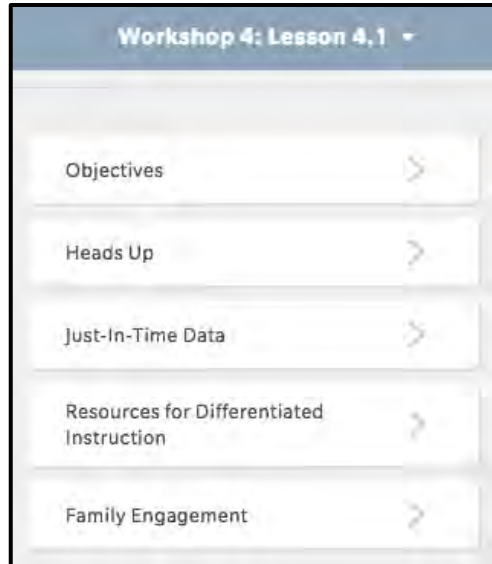 Workshop 4: Lesson 4.1
Objectives
Heads Up
Just-In-Time Data
Resources for Differentiated
Instruction
Family Engagement